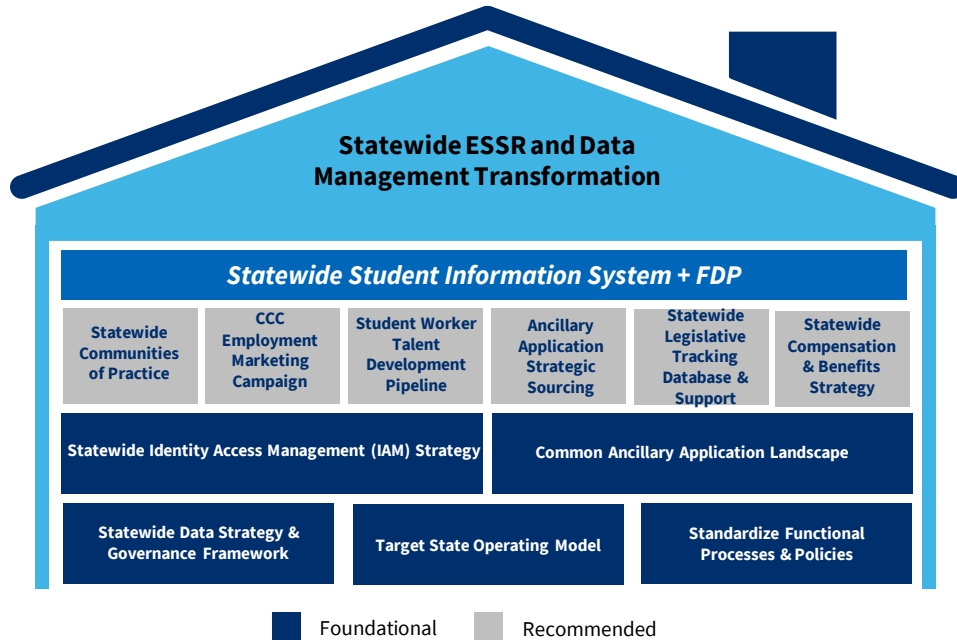 Statewide ESSR and Data
Management Transformation
Statewide Student Information System + FDP
Statewide
Communities
of Practice
CCC
Employment
Marketing
Campaign
Student Worker
Talent
Development
Pipeline
Ancillary
Application
Strategic
Sourcing
Statewide
Legislative
Tracking
Database &
Support
Statewide
Compensation
& Benefits
Strategy
Statewide Identity Access Management (IAM) Strategy
Common Ancillary Application Landscape
Statewide Data Strategy &
Governance Framework
Target State Operating Model
Standardize Functional
Processes & Policies
Foundational
Recommended